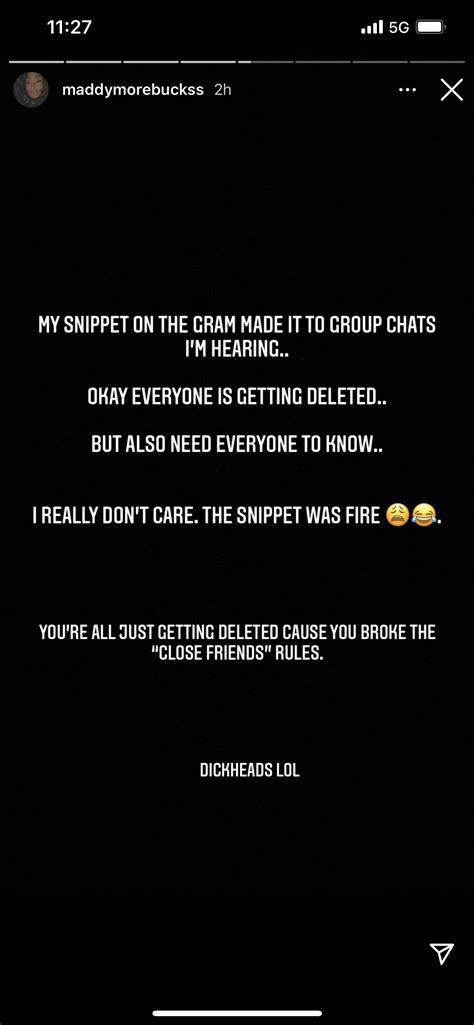 11:27
5G
maddymorebuckss 2h
MY SNIPPET ON THE GRAM MADE IT TO GROUP CHATS
I'M HEARING..
OKAY EVERYONE IS GETTING DELETED..
BUT ALSO NEED EVERYONE TO KNOW..
I REALLY DON'T CARE. THE SNIPPET WAS FIRE 😩😂.
YOU'RE ALL JUST GETTING DELETED CAUSE YOU BROKE THE
“CLOSE FRIENDS” RULES.
DICKHEADS LOL